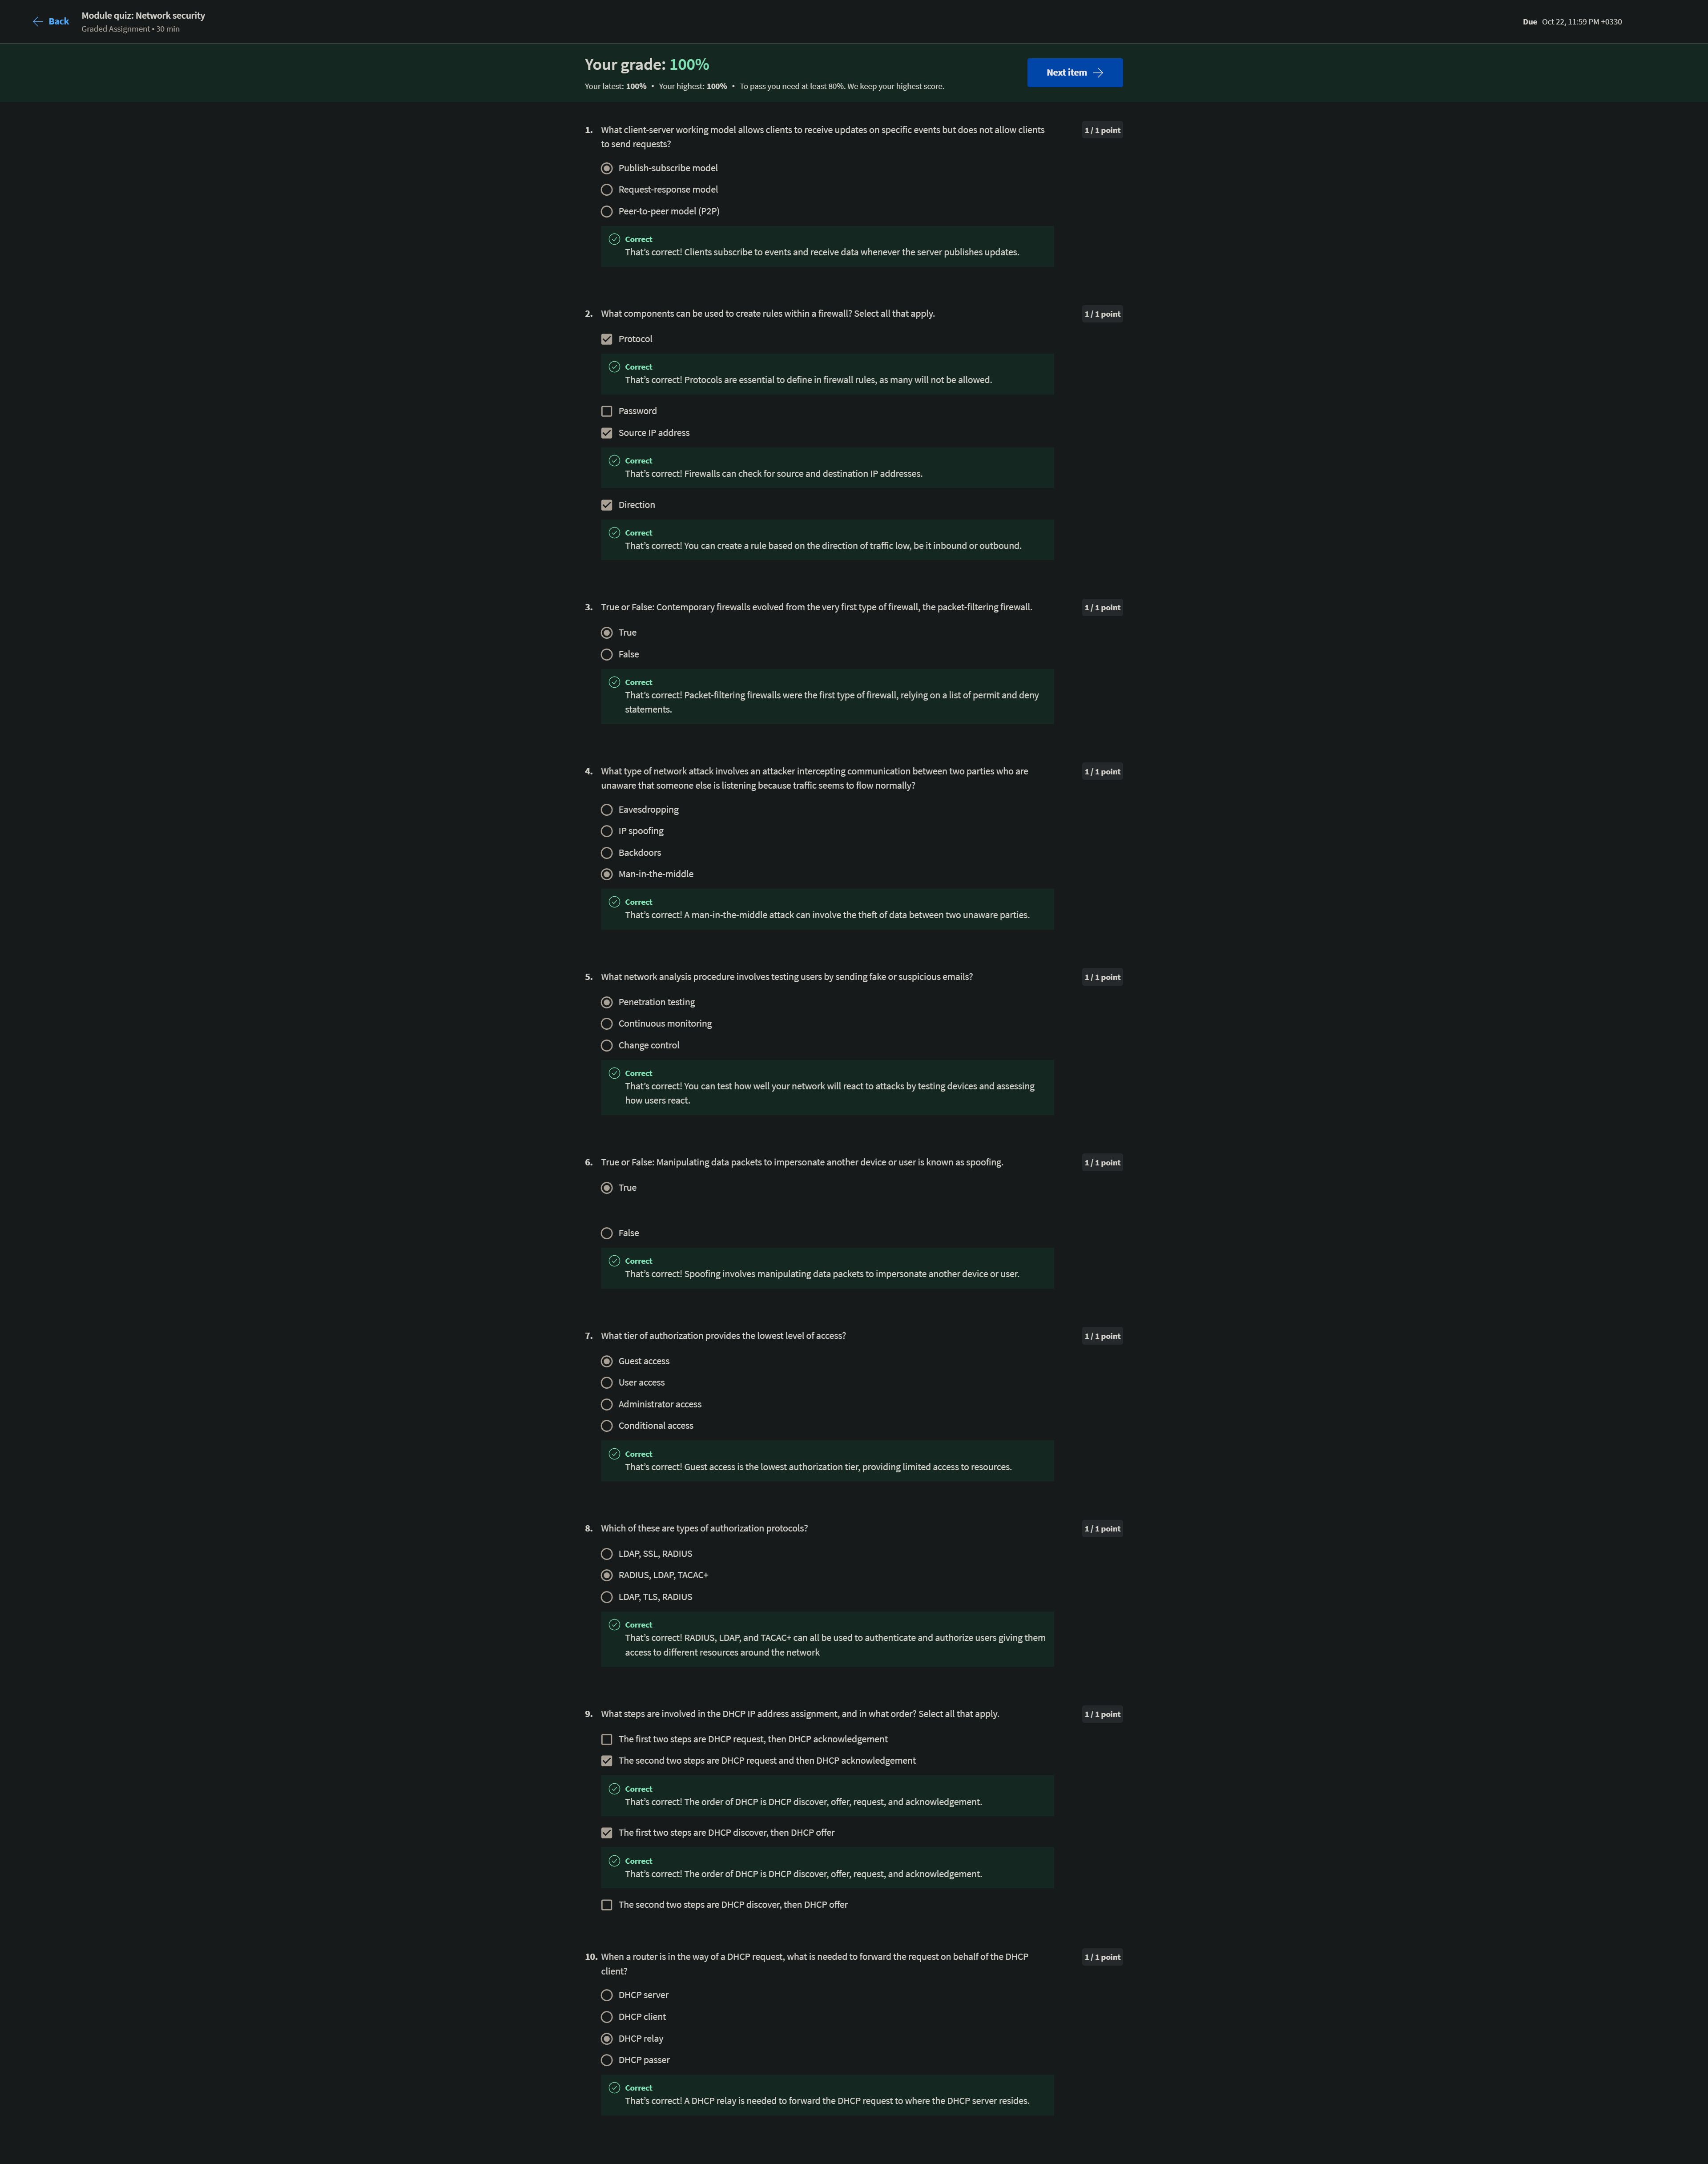 Back
Module quiz: Network security
Graded Assignment • 30 min
Due Oct 22, 11:59 PM +0330
Your grade: 100%
Your latest: 100% • Your highest: 100% • To pass you need at least 80%. We keep your highest score.
Next item
1. What client-server working model allows clients to receive updates on specific events but does not allow clients
to send requests?
1 / 1 point
Publish-subscribe model
Request-response model
Peer-to-peer model (P2P)
Correct
That's correct! Clients subscribe to events and receive data whenever the server publishes updates.
2. What components can be used to create rules within a firewall? Select all that apply.
1 / 1 point
Protocol
Correct
That's correct! Protocols are essential to define in firewall rules, as many will not be allowed.
Password
Source IP address
Correct
That's correct! Firewalls can check for source and destination IP addresses.
Direction
Correct
That's correct! You can create a rule based on the direction of traffic low, be it inbound or outbound.
3. True or False: Contemporary firewalls evolved from the very first type of firewall, the packet-filtering firewall.
1 / 1 point
True
False
Correct
That's correct! Packet-filtering firewalls were the first type of firewall, relying on a list of permit and deny
statements.
4. What type of network attack involves an attacker intercepting communication between two parties who are
unaware that someone else is listening because traffic seems to flow normally?
1 / 1 point
Eavesdropping
IP spoofing
Backdoors
Man-in-the-middle
Correct
That's correct! A man-in-the-middle attack can involve the theft of data between two unaware parties.
5. What network analysis procedure involves testing users by sending fake or suspicious emails?
1 / 1 point
Penetration testing
Continuous monitoring
Change control
Correct
That's correct! You can test how well your network will react to attacks by testing devices and assessing
how users react.
6. True or False: Manipulating data packets to impersonate another device or user is known as spoofing.
1 / 1 point
True
False
Correct
That's correct! Spoofing involves manipulating data packets to impersonate another device or user.
7. What tier of authorization provides the lowest level of access?
1 / 1 point
Guest access
User access
Administrator access
Conditional access
Correct
That's correct! Guest access is the lowest authorization tier, providing limited access to resources.
8. Which of these are types of authorization protocols?
1 / 1 point
LDAP, SSL, RADIUS
RADIUS, LDAP, TACAC+
LDAP, TLS, RADIUS
Correct
That's correct! RADIUS, LDAP, and TACAC+ can all be used to authenticate and authorize users giving them
access to different resources around the network
9. What steps are involved in the DHCP IP address assignment, and in what order? Select all that apply.
1 / 1 point
The first two steps are DHCP request, then DHCP acknowledgement
The second two steps are DHCP request and then DHCP acknowledgement
Correct
That's correct! The order of DHCP is DHCP discover, offer, request, and acknowledgement.
The first two steps are DHCP discover, then DHCP offer
Correct
That's correct! The order of DHCP is DHCP discover, offer, request, and acknowledgement.
The second two steps are DHCP discover, then DHCP offer
10. When a router is in the way of a DHCP request, what is needed to forward the request on behalf of the DHCP
client?
1 / 1 point
DHCP server
DHCP client
DHCP relay
DHCP passer
Correct
That's correct! A DHCP relay is needed to forward the DHCP request to where the DHCP server resides.